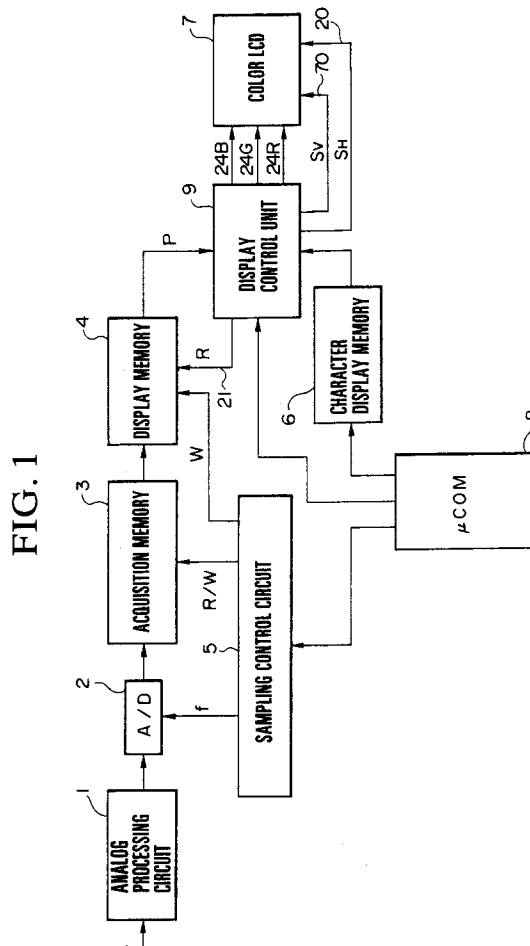 FIG. 1
1
ANALOG
PROCESSING
CIRCUIT
2
A/D
3
ACQUISITION MEMORY
4
DISPLAY MEMORY
P
R
21
W
R/W
f
5
SAMPLING CONTROL CIRCUIT
9
DISPLAY
CONTROL UNIT
24B
24G
24R
7
COLOR LCD
70
20
SV
SH
6
CHARACTER
DISPLAY MEMORY
μCOM